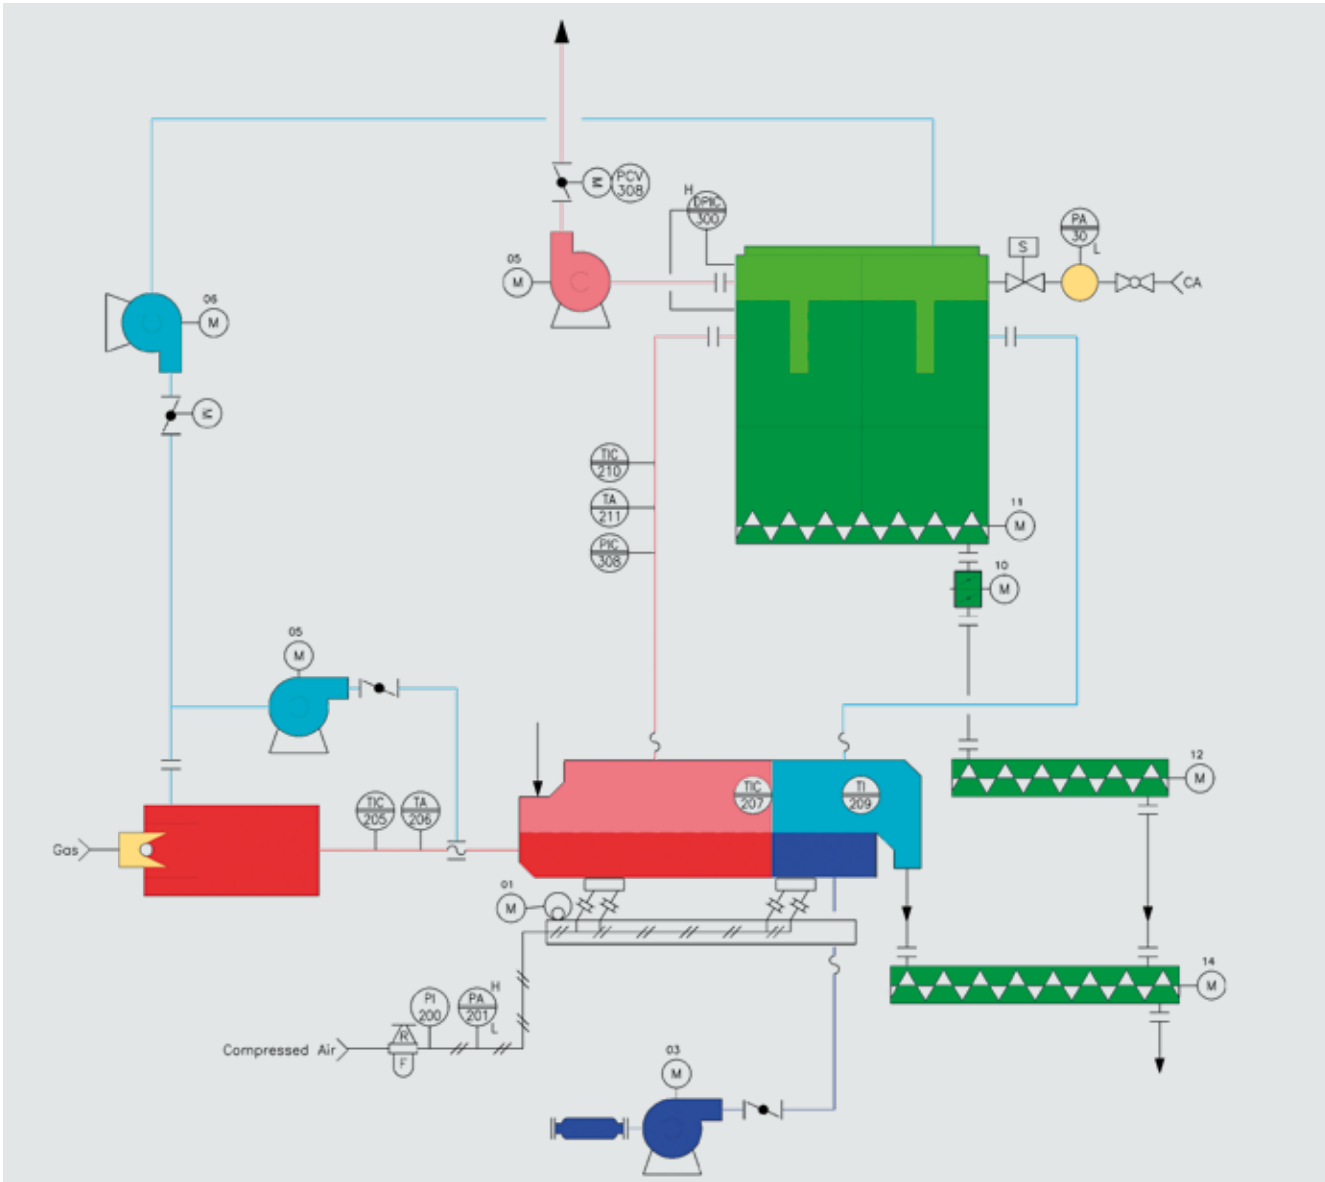 M
PCV
308
H
DPIC
300
PA
30
L
S
05
M
CA
06
M
M
TIC
210
TA
211
PIC
308
11
M
10
M
05
M
12
M
TIC
205
TA
206
TIC
207
TI
209
Gas
01
M
14
M
PI
200
PA
201
H
L
R
F
Compressed Air
03
M